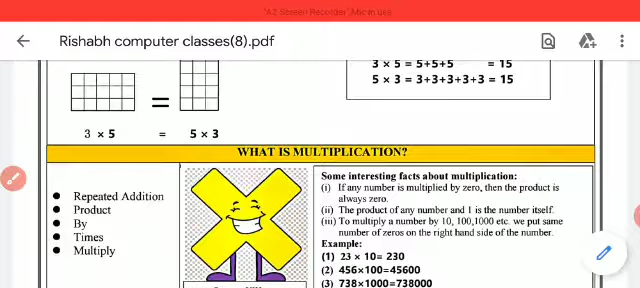 "AZ Screen Recorder", Mic in use
Rishabh computer classes(8).pdf
3 × 5 = 5+5+5 = 15
5 × 3 = 3+3+3+3+3 = 15
=
3 × 5 = 5 × 3
WHAT IS MULTIPLICATION?
Repeated Addition
Product
By
Times
Multiply
Some interesting facts about multiplication:
(i) If any number is multiplied by zero, then the product is
always zero.
(ii) The product of any number and 1 is the number itself.
(iii) To multiply a number by 10, 100,1000 etc. we put same
number of zeros on the right hand side of the number.
Example:
(1) 23 × 10= 230
(2) 456×100=45600
(3) 738×1000=738000